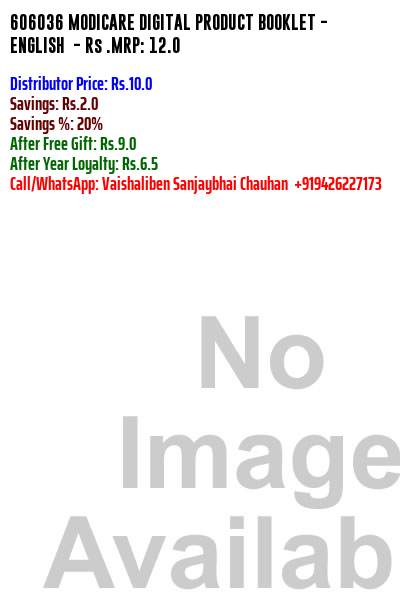 606036 MODICARE DIGITAL PRODUCT BOOKLET -
ENGLISH - Rs .MRP: 12.0
Distributor Price: Rs.10.0
Savings: Rs.2.0
Savings %: 20%
After Free Gift: Rs.9.0
After Year Loyalty: Rs.6.5
Call/WhatsApp: Vaishaliben Sanjaybhai Chauhan +919426227173
No
Image
Availab